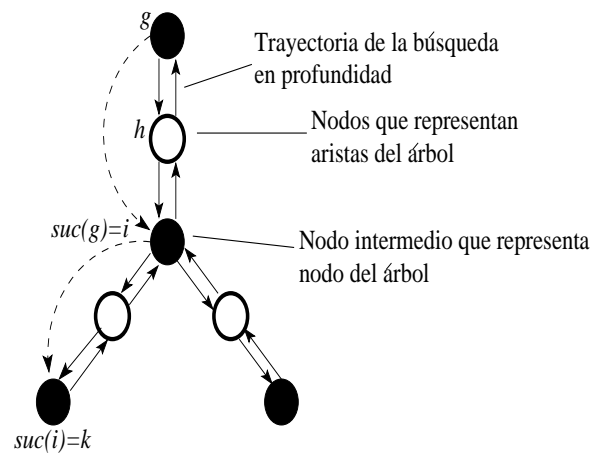 g
Trayectoria de la búsqueda
en profundidad
h
Nodos que representan
aristas del árbol
suc(g)=i
Nodo intermedio que representa
nodo del árbol
suc(i)=k